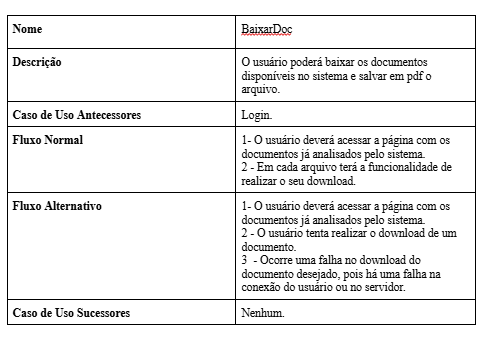 Nome
BaixarDoc
Descrição
O usuário poderá baixar os documentos
disponíveis no sistema e salvar em pdf o
arquivo.
Caso de Uso Antecessores
Login.
Fluxo Normal
1- O usuário deverá acessar a página com os
documentos já analisados pelo sistema.
2 - Em cada arquivo terá a funcionalidade de
realizar o seu download.
Fluxo Alternativo
1- O usuário deverá acessar a página com os
documentos já analisados pelo sistema.
2 - O usuário tenta realizar o download de um
documento.
3 - Ocorre uma falha no download do
documento desejado, pois há uma falha na
conexão do usuário ou no servidor.
Caso de Uso Sucessores
Nenhum.